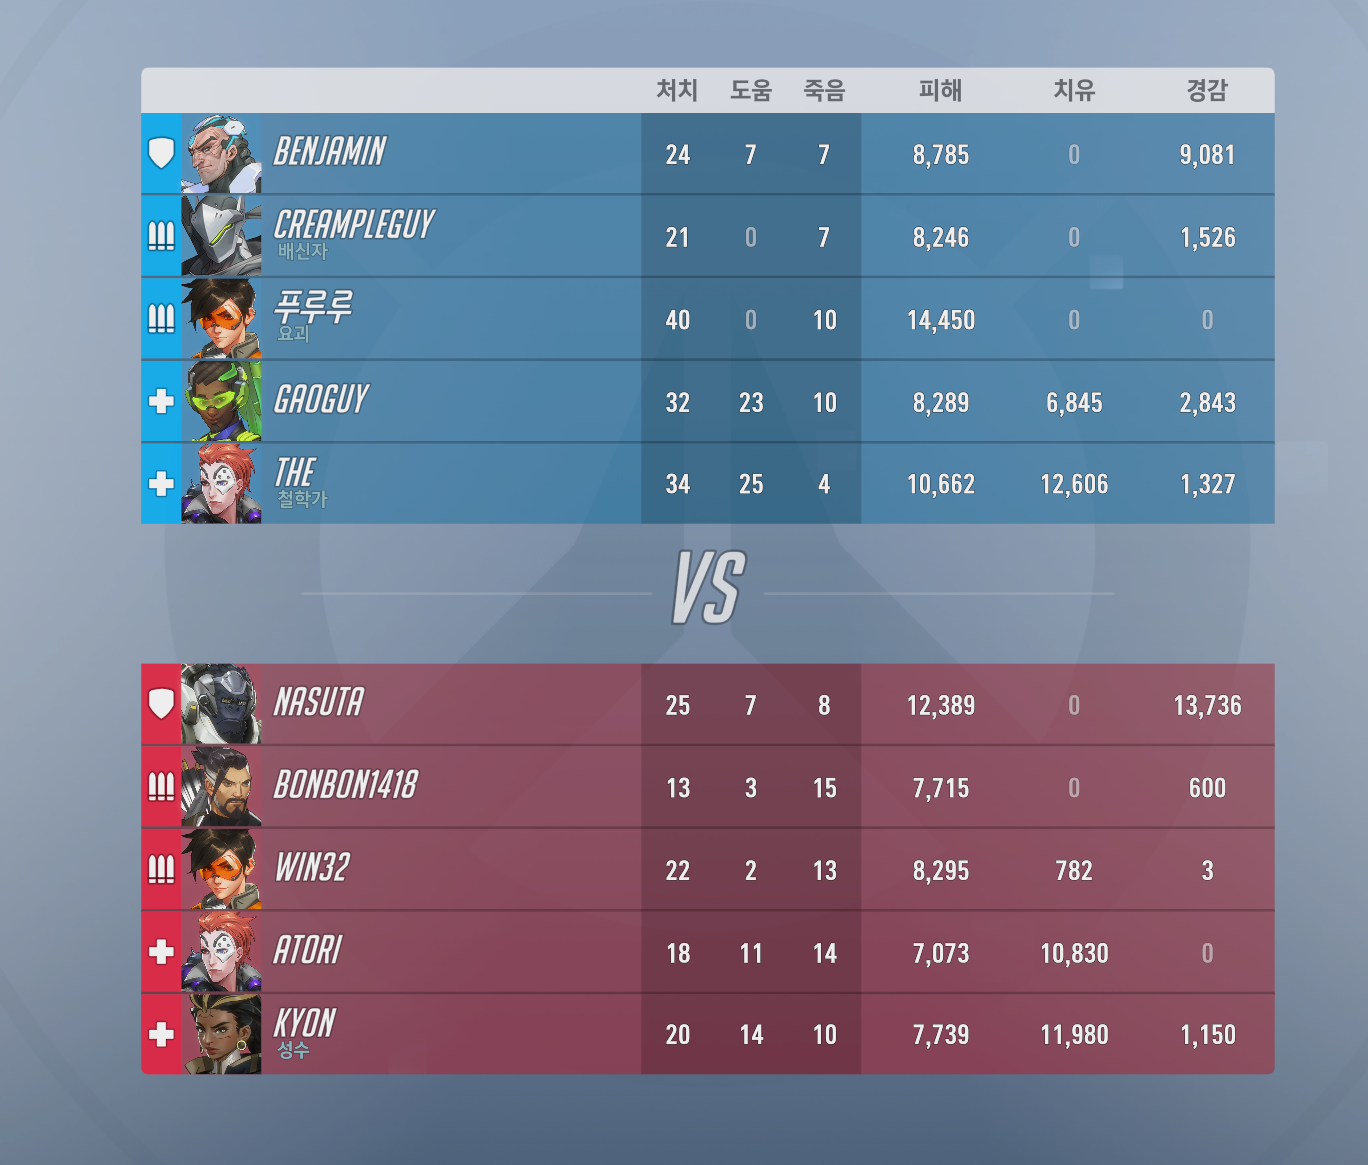 처치 도움 죽음 피해 치유 경감
BENJAMIN 24 7 7 8,785 0 9,081
CREAMPLEGUY 21 0 7 8,246 0 1,526
배신자
푸루루 40 0 10 14,450 0 0
요괴
GAOGUY 32 23 10 8,289 6,845 2,843
THE 34 25 4 10,662 12,606 1,327
철학가
VS
NASUTA 25 7 8 12,389 0 13,736
BONBON1418 13 3 15 7,715 0 600
WIN32 22 2 13 8,295 782 3
ATORI 18 11 14 7,073 10,830 0
KYON 20 14 10 7,739 11,980 1,150
성수